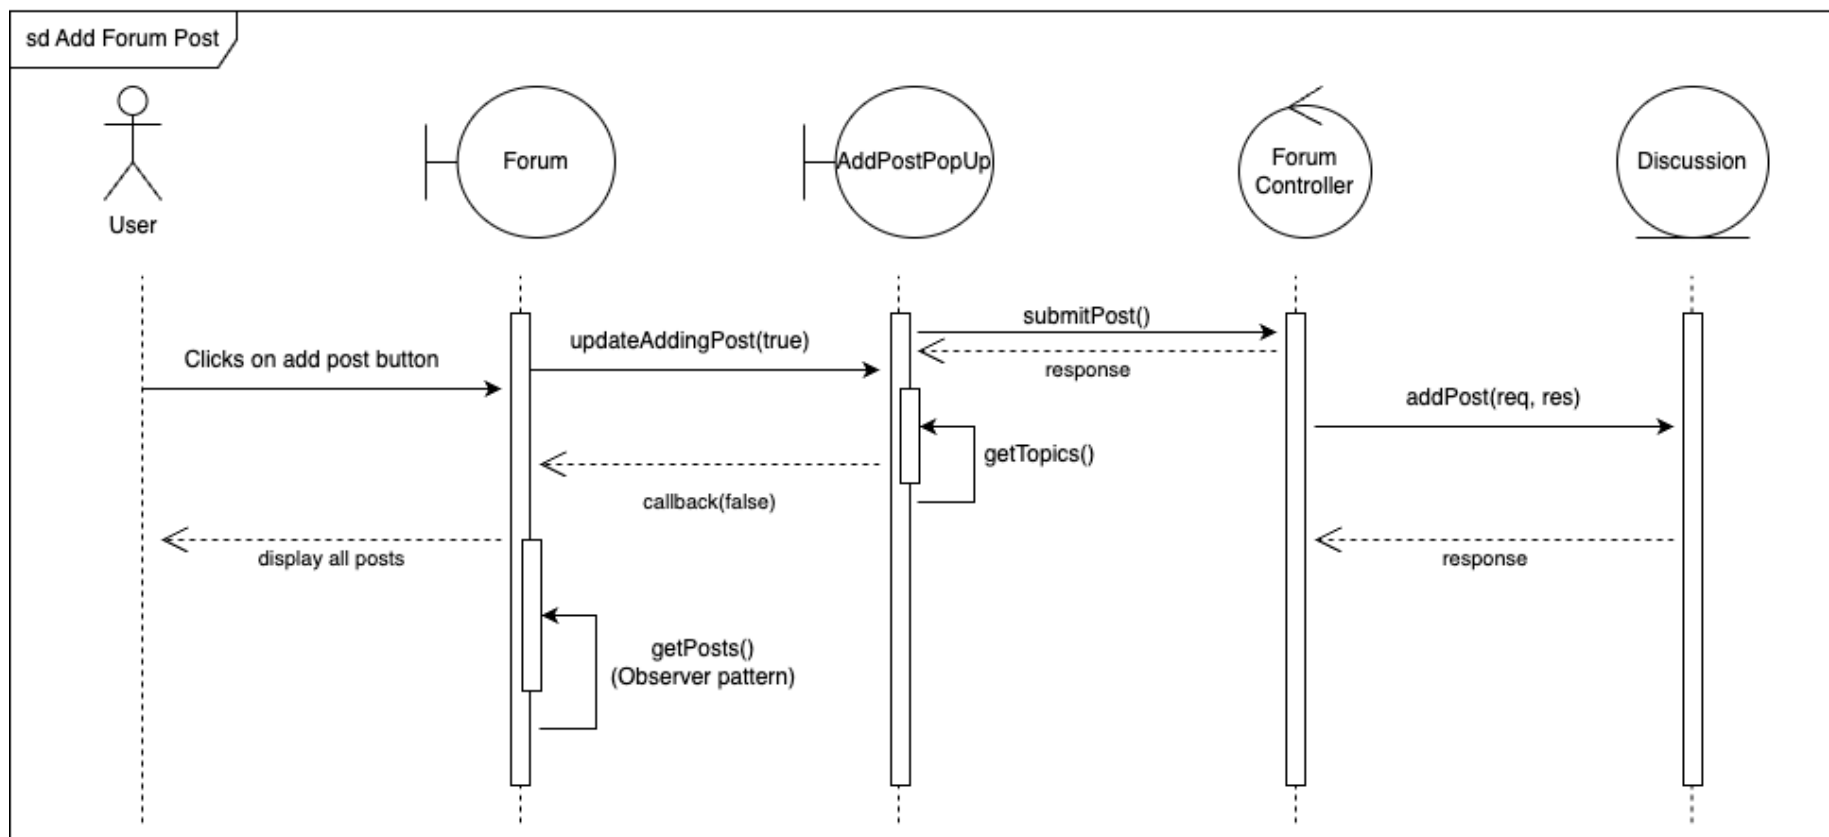 sd Add Forum Post
User
Forum
AddPostPopUp
Forum
Controller
Discussion
submitPost()
updateAddingPost(true)
Clicks on add post button
response
addPost(req, res)
getTopics()
callback(false)
display all posts
response
getPosts()
(Observer pattern)